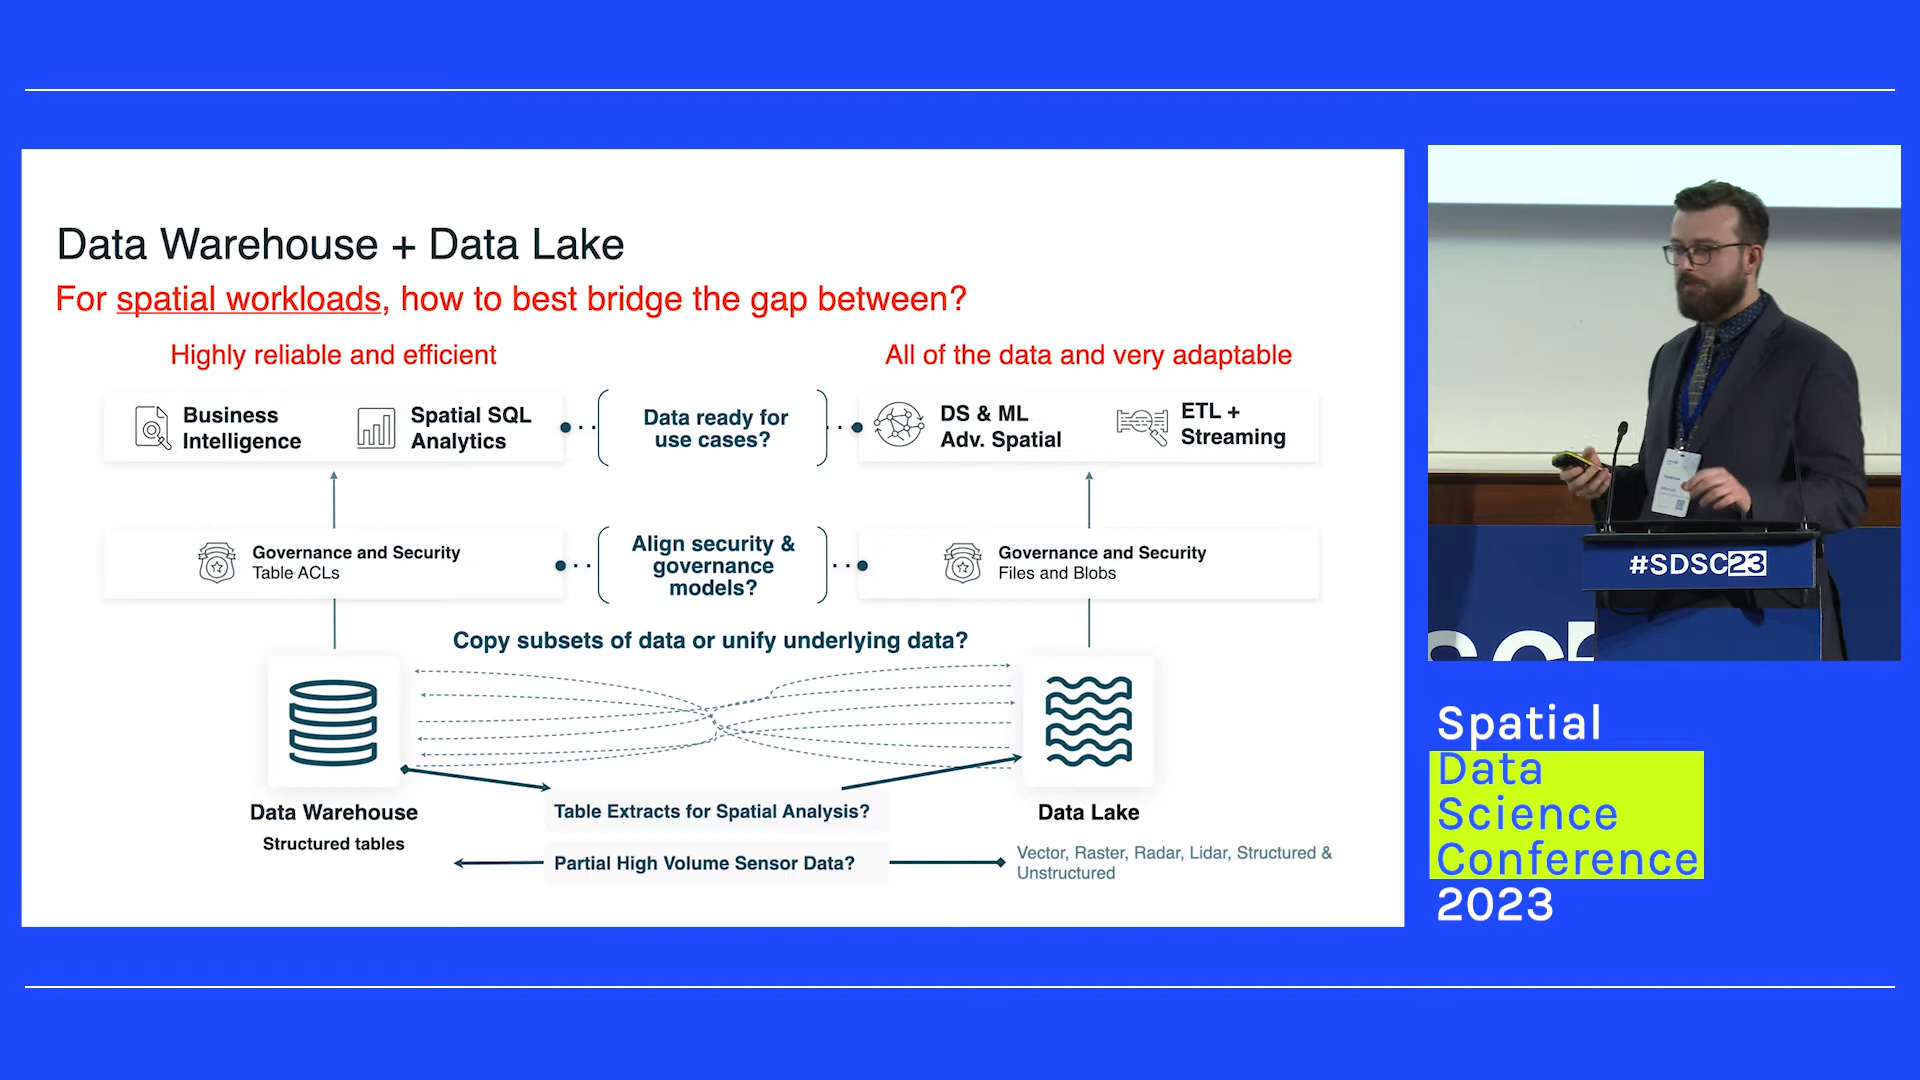 Data Warehouse + Data Lake
For spatial workloads, how to best bridge the gap between?
Highly reliable and efficient
All of the data and very adaptable
Business
Intelligence
Spatial SQL
Analytics
Data ready for
use cases?
DS & ML
Adv. Spatial
ETL +
Streaming
Governance and Security
Table ACLs
Align security &
governance
models?
Governance and Security
Files and Blobs
Copy subsets of data or unify underlying data?
Data Warehouse
Structured tables
Table Extracts for Spatial Analysis?
Partial High Volume Sensor Data?
Data Lake
Vector, Raster, Radar, Lidar, Structured &
Unstructured
#SDSC23
Spatial
Data
Science
Conference
2023